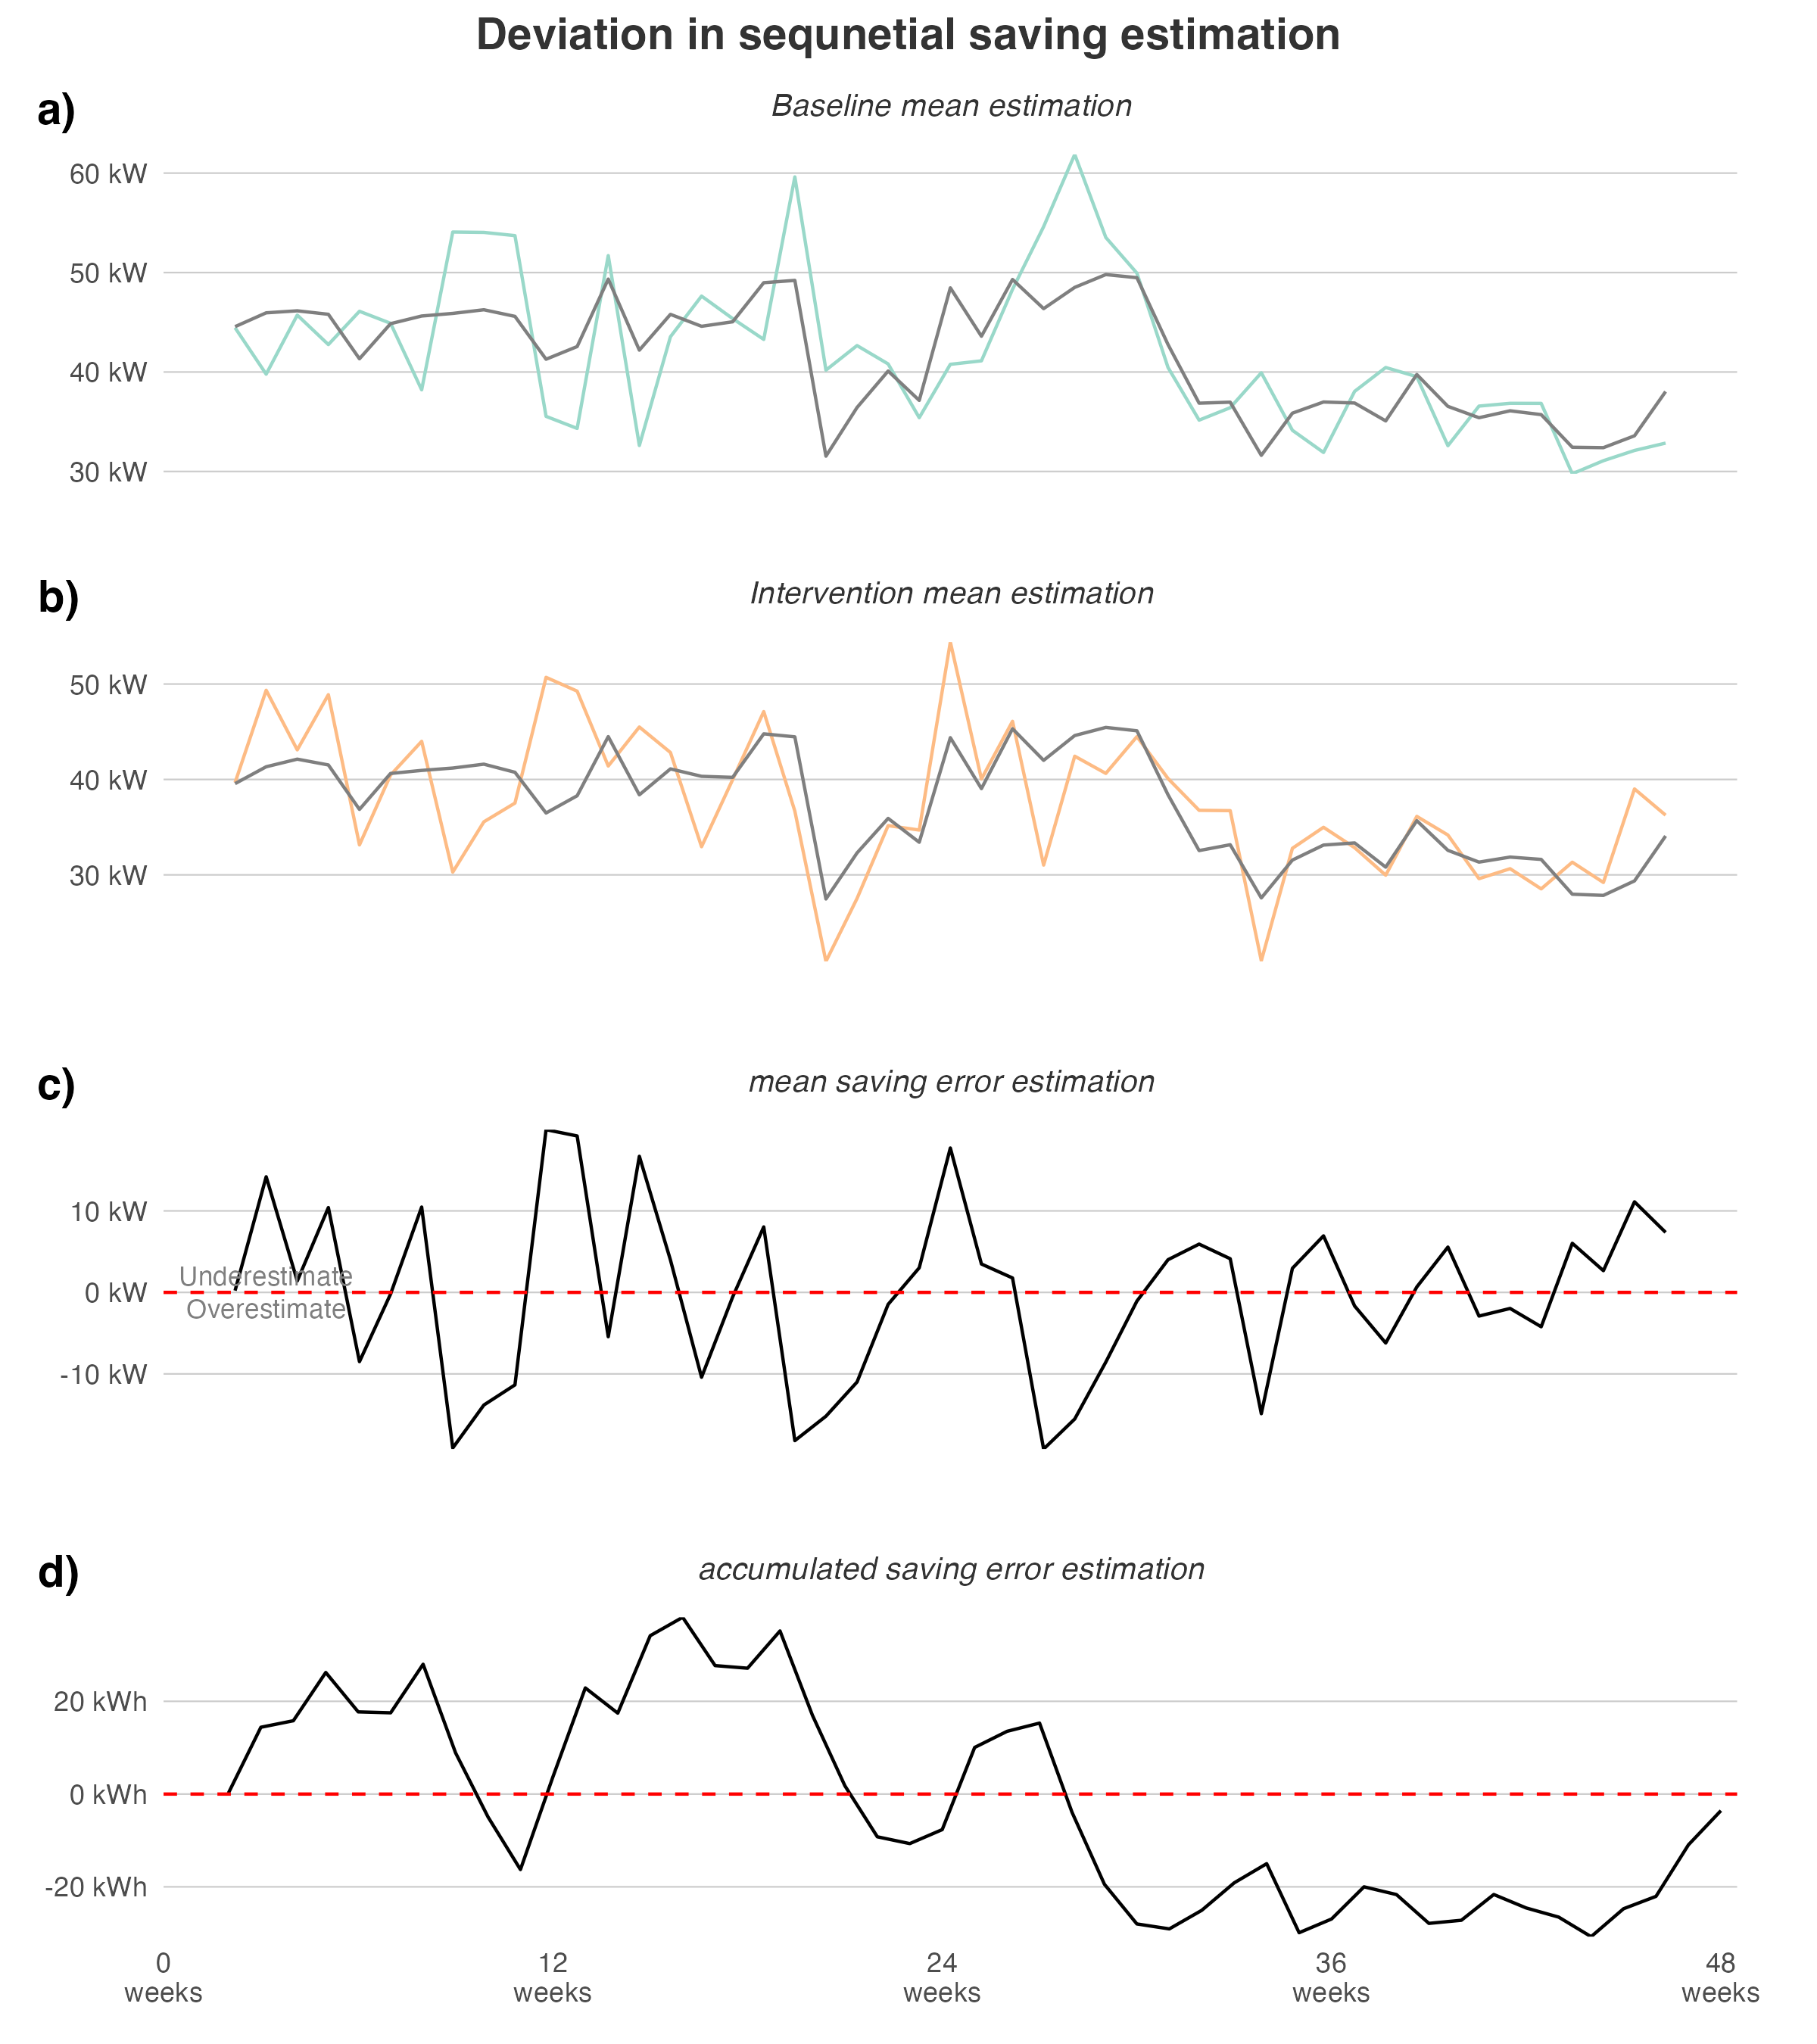 Deviation in sequnetial saving estimation
a)
Baseline mean estimation
60 kW
50 kW
40 kW
30 kW
b)
Intervention mean estimation
50 kW
40 kW
30 kW
c)
mean saving error estimation
10 kW
Underestimate
0 kW
Overestimate
-10 kW
d)
accumulated saving error estimation
20 kWh
0 kWh
-20 kWh
0 12 24 36 48
weeks weeks weeks weeks weeks